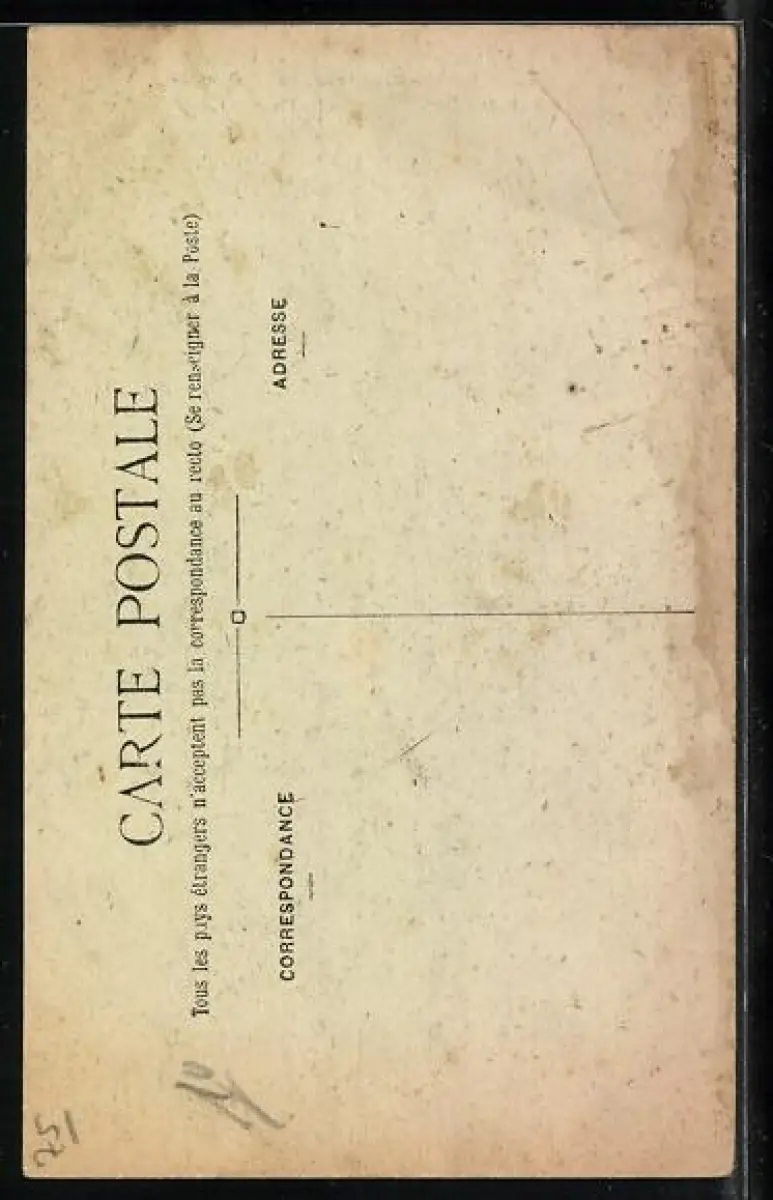 CARTE POSTALE
Tous les pays étrangers n'acceptent pas la correspondance au recto (Se renseigner à la Poste)
CORRESPONDANCE
ADRESSE